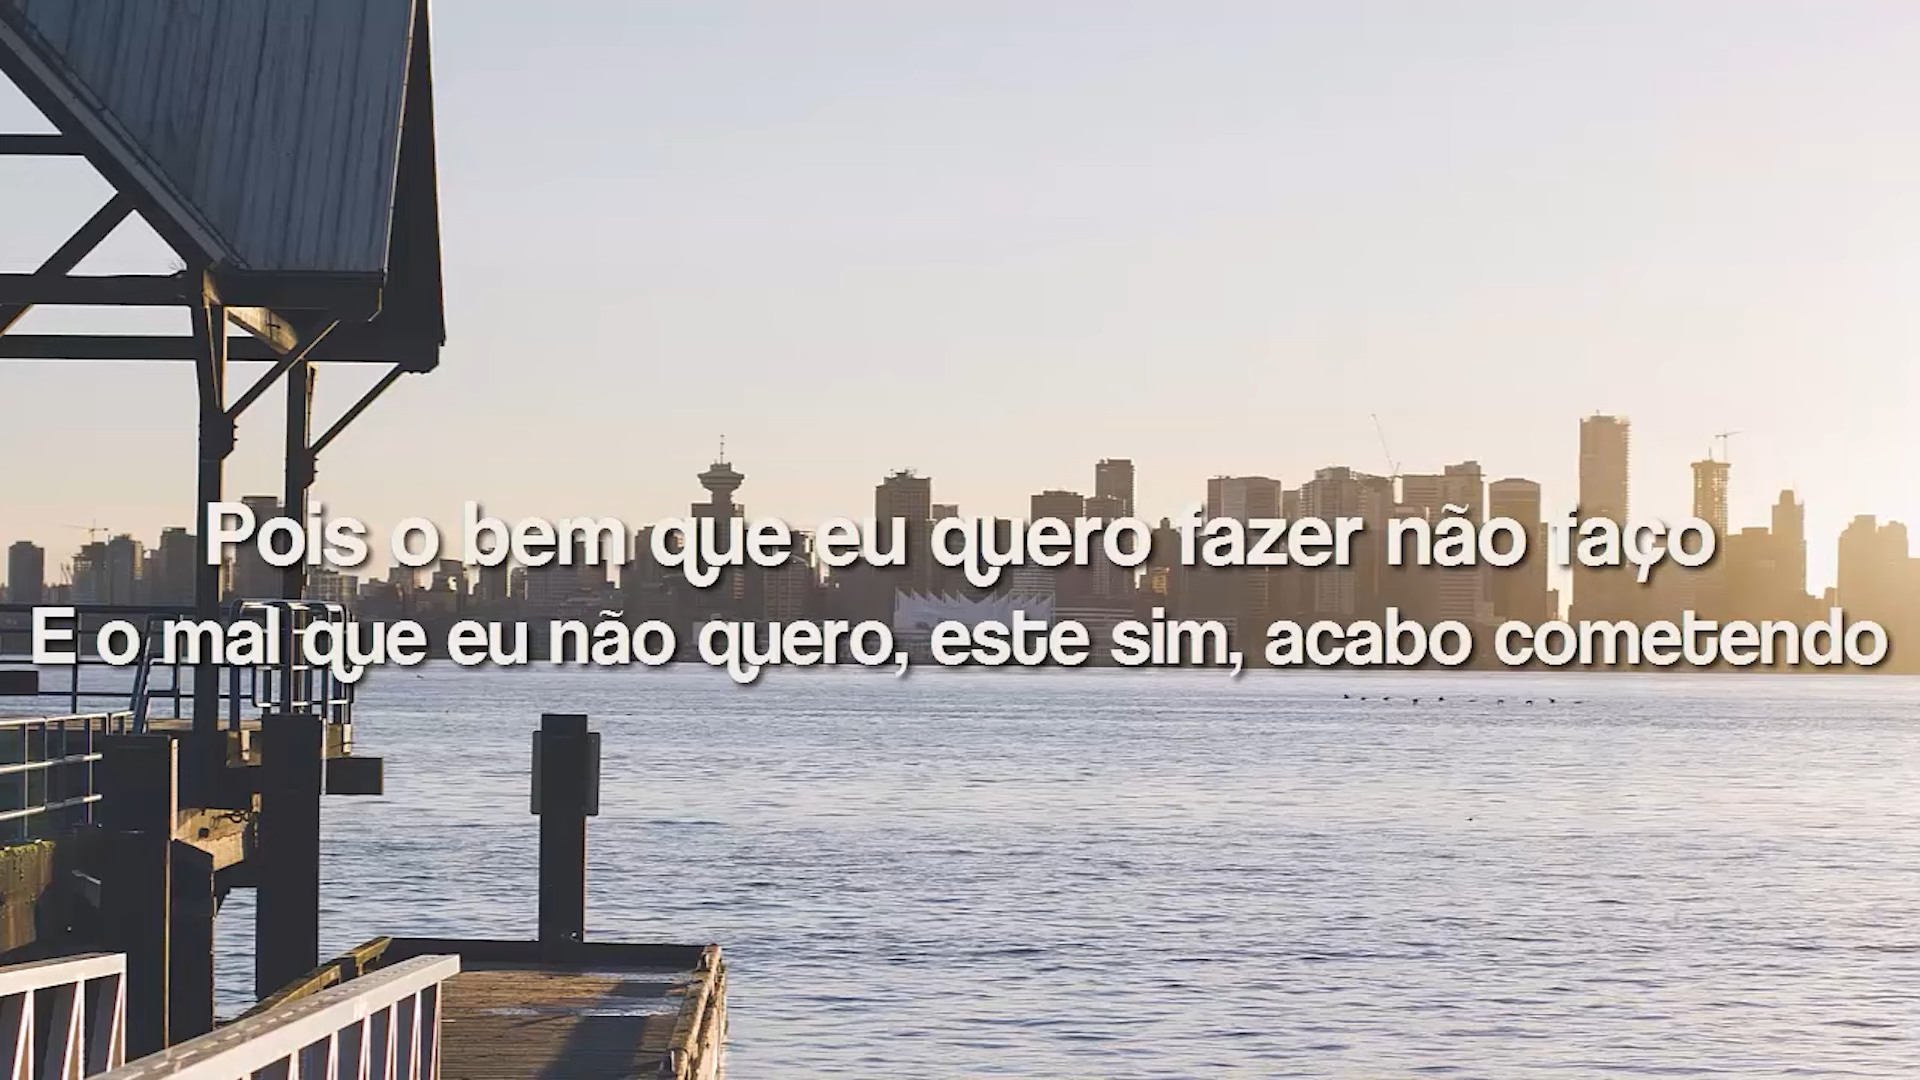 Pois o bem que eu quero fazer não faço
E o mal que eu não quero, este sim, acabo cometendo